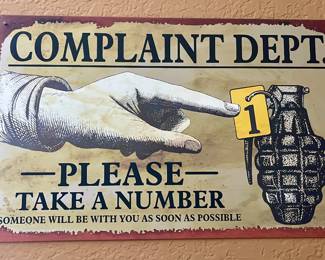 COMPLAINT DEPT.
1
—PLEASE—
TAKE A NUMBER
SOMEONE WILL BE WITH YOU AS SOON AS POSSIBLE